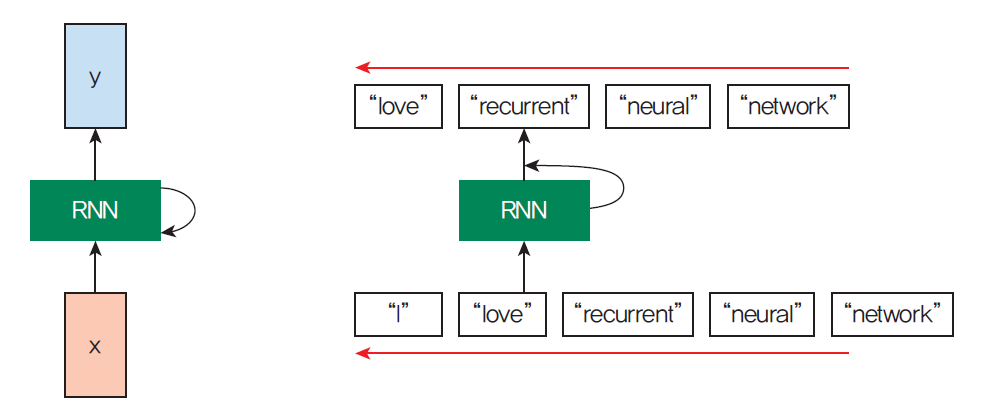 y
RNN
x
“love” “recurrent” “neural” “network”
RNN
“I” “love” “recurrent” “neural” “network”